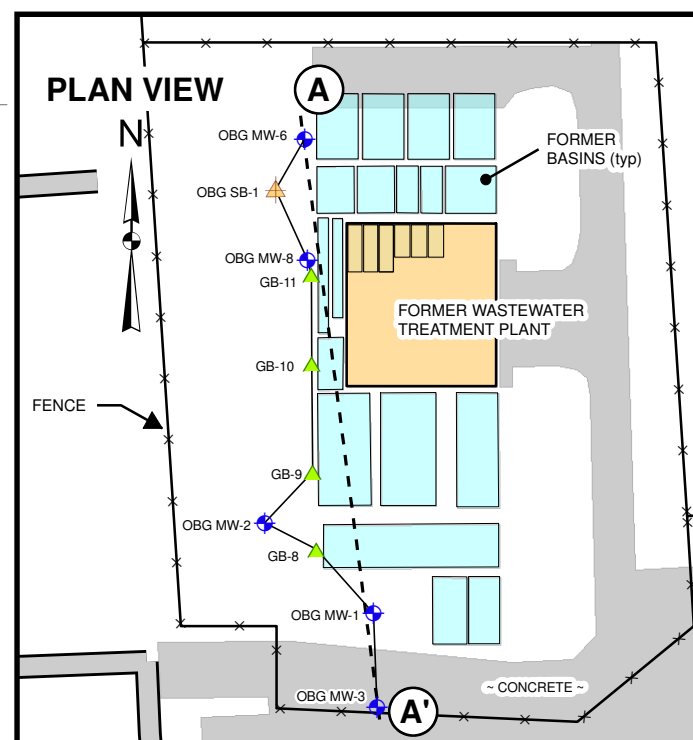 PLAN VIEW
A
N
OBG MW-6
FORMER
BASINS (typ)
OBG SB-1
OBG MW-8
GB-11
FORMER WASTEWATER
TREATMENT PLANT
GB-10
FENCE
GB-9
OBG MW-2
GB-8
OBG MW-1
OBG MW-3
A'
~ CONCRETE ~